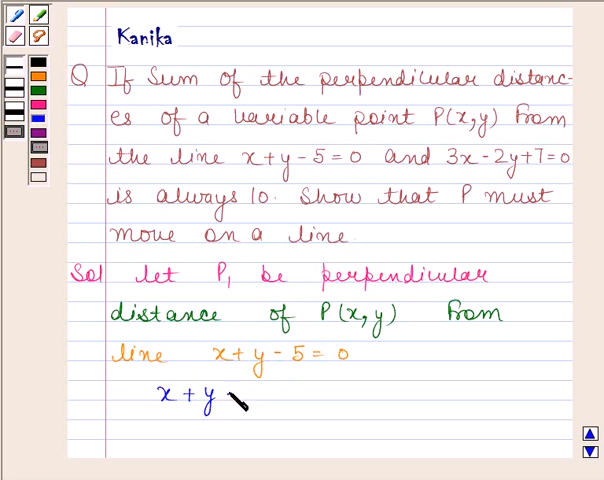 Kanika
Q If Sum of the perpendicular distanc-
es of a variable point P(x,y) From
the line x+y-5=0 and 3x-2y+7=0
is always 10. Show that P must
move on a line.
Sol let P₁ be perpendicular
distance of P(x,y) From
line x+y-5=0
x+y